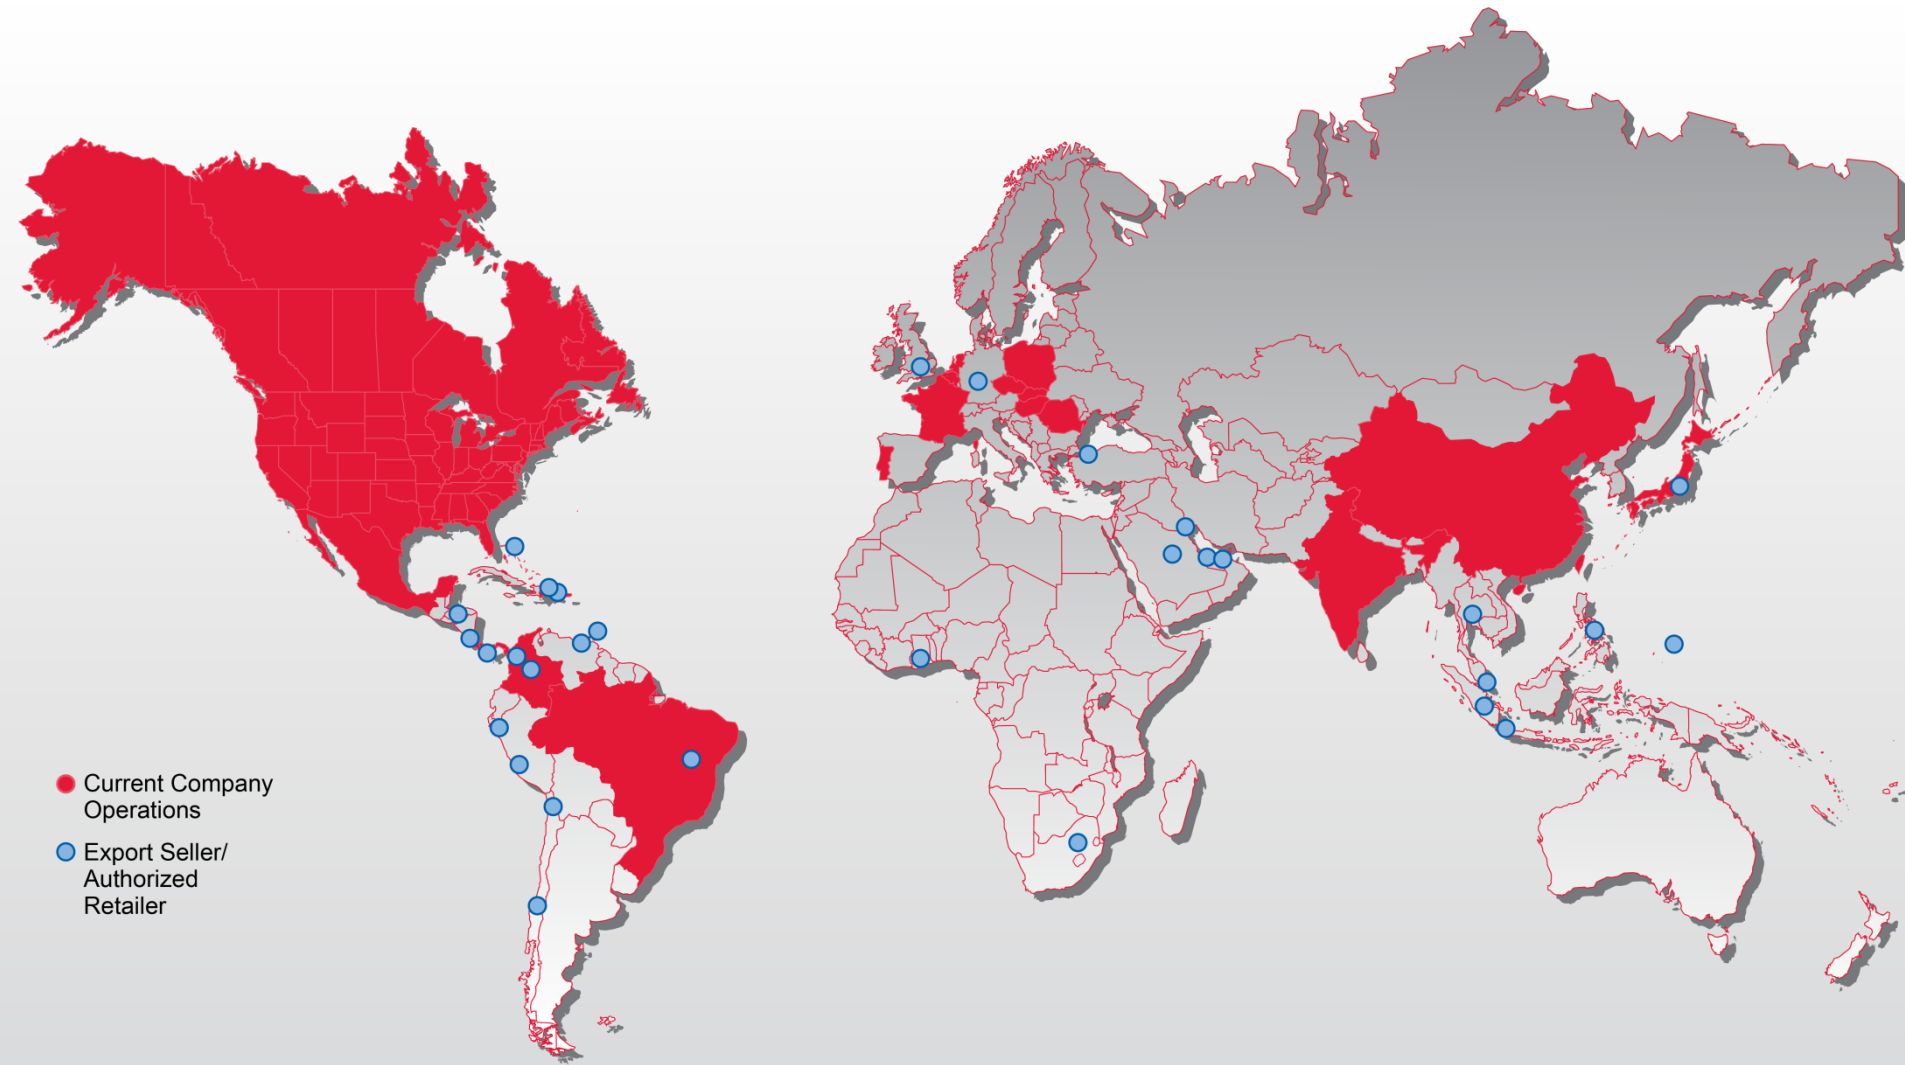 Current Company
Operations
Export Seller/
Authorized
Retailer